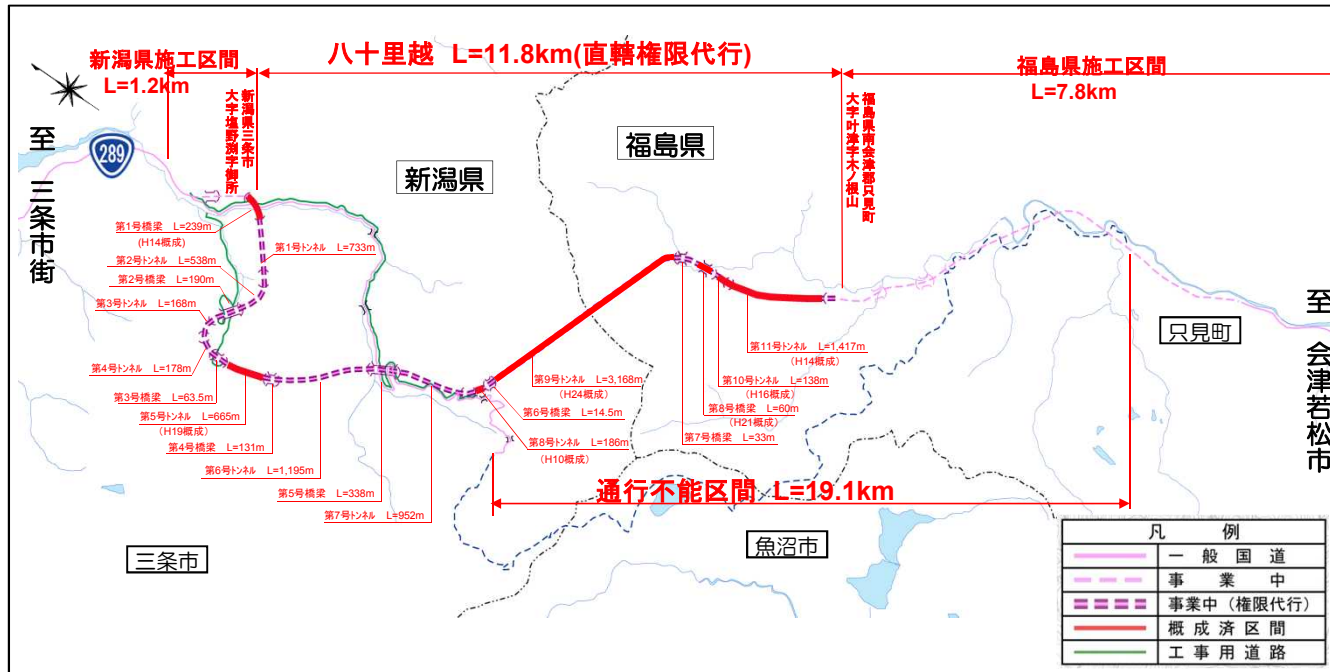 新潟県施工区間
L=1.2km
八十里越 L=11.8km(直轄権限代行)
福島県施工区間
L=7.8km
至 三条市街
289
新潟県三条市
大字塩野渕字御所
新潟県
福島県
福島県南会津郡只見町
大字叶津字木ノ根山
第1号橋梁 L=239m
(H14概成)
第1号トンネル L=733m
第2号トンネル L=538m
第2号橋梁 L=190m
第3号トンネル L=168m
第4号トンネル L=178m
第3号橋梁 L=63.5m
第5号トンネル L=665m
(H19概成)
第4号橋梁 L=131m
第6号トンネル L=1,195m
第5号橋梁 L=338m
第7号トンネル L=952m
第9号トンネル L=3,168m
(H24概成)
第6号橋梁 L=14.5m
第8号トンネル L=186m
(H10概成)
第11号トンネル L=1,417m
(H14概成)
第10号トンネル L=138m
(H16概成)
第8号橋梁 L=60m
(H21概成)
第7号橋梁 L=33m
通行不能区間 L=19.1km
只見町
至 会津若松市
三条市
魚沼市
凡 例
一般国道
事業中
事業中(権限代行)
概成済区間
工事用道路